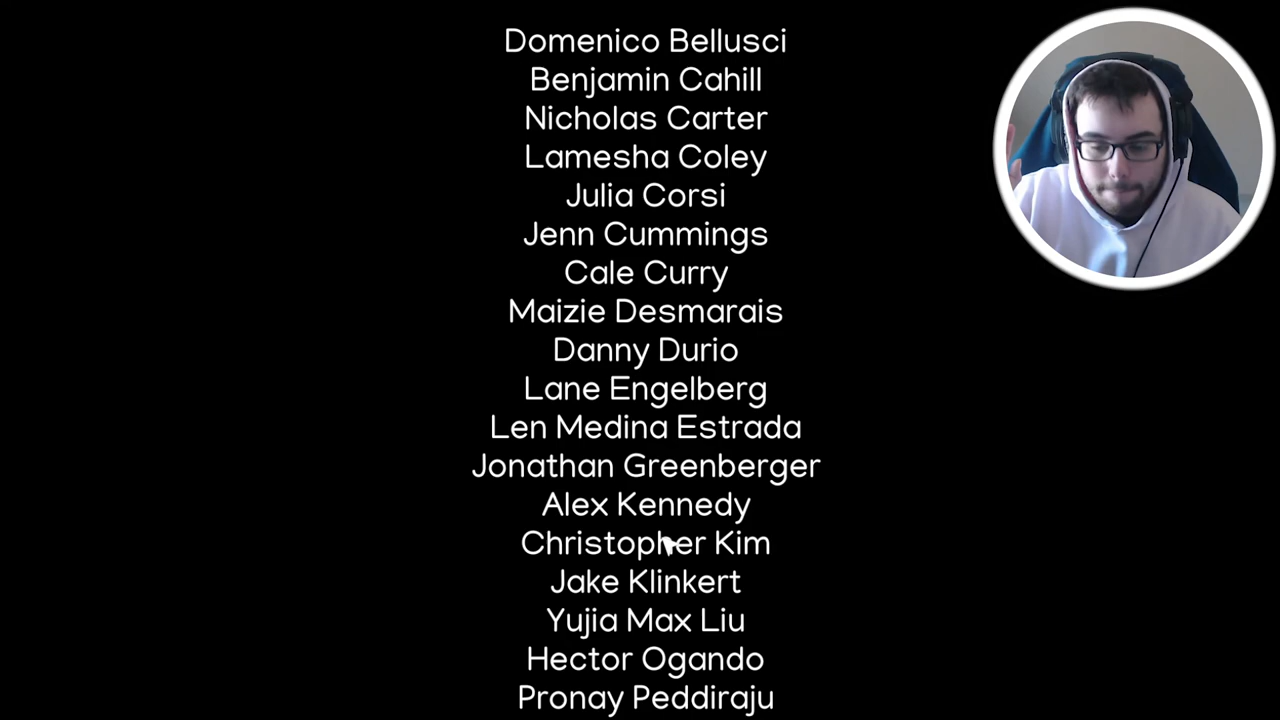 Domenico Bellusci
Benjamin Cahill
Nicholas Carter
Lamesha Coley
Julia Corsi
Jenn Cummings
Cale Curry
Maizie Desmarais
Danny Durio
Lane Engelberg
Len Medina Estrada
Jonathan Greenberger
Alex Kennedy
Christopher Kim
Jake Klinkert
Yujia Max Liu
Hector Ogando
Pronay Peddiraju